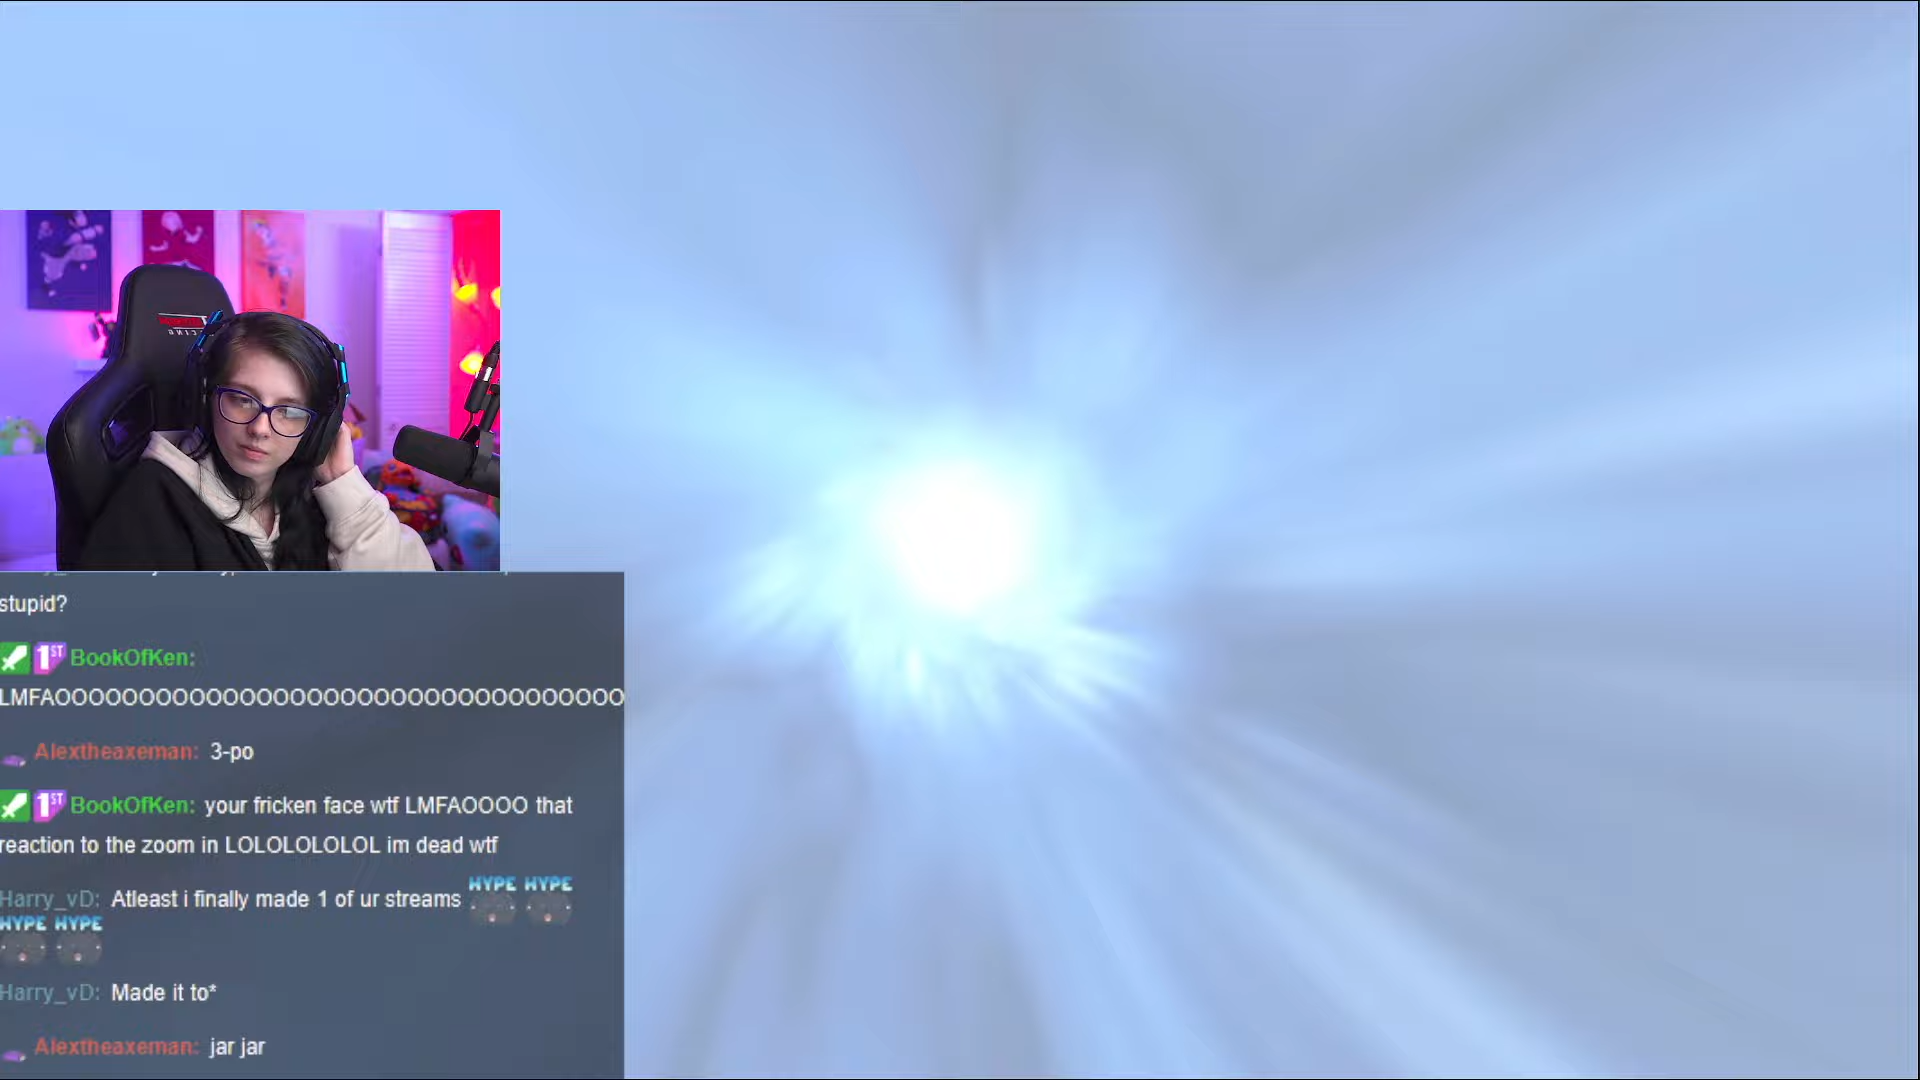 stupid?
1ST BookOfKen:
LMFAOOOOOOOOOOOOOOOOOOOOOOOOOOOOOOOOOO
Alextheaxeman: 3-po
1ST BookOfKen: your fricken face wtf LMFAOOOO that
reaction to the zoom in LOLOLOLOLOL im dead wtf
HYPE HYPE
Harry_vD: Atleast i finally made 1 of ur streams
HYPE HYPE
Harry_vD: Made it to*
Alextheaxeman: jar jar